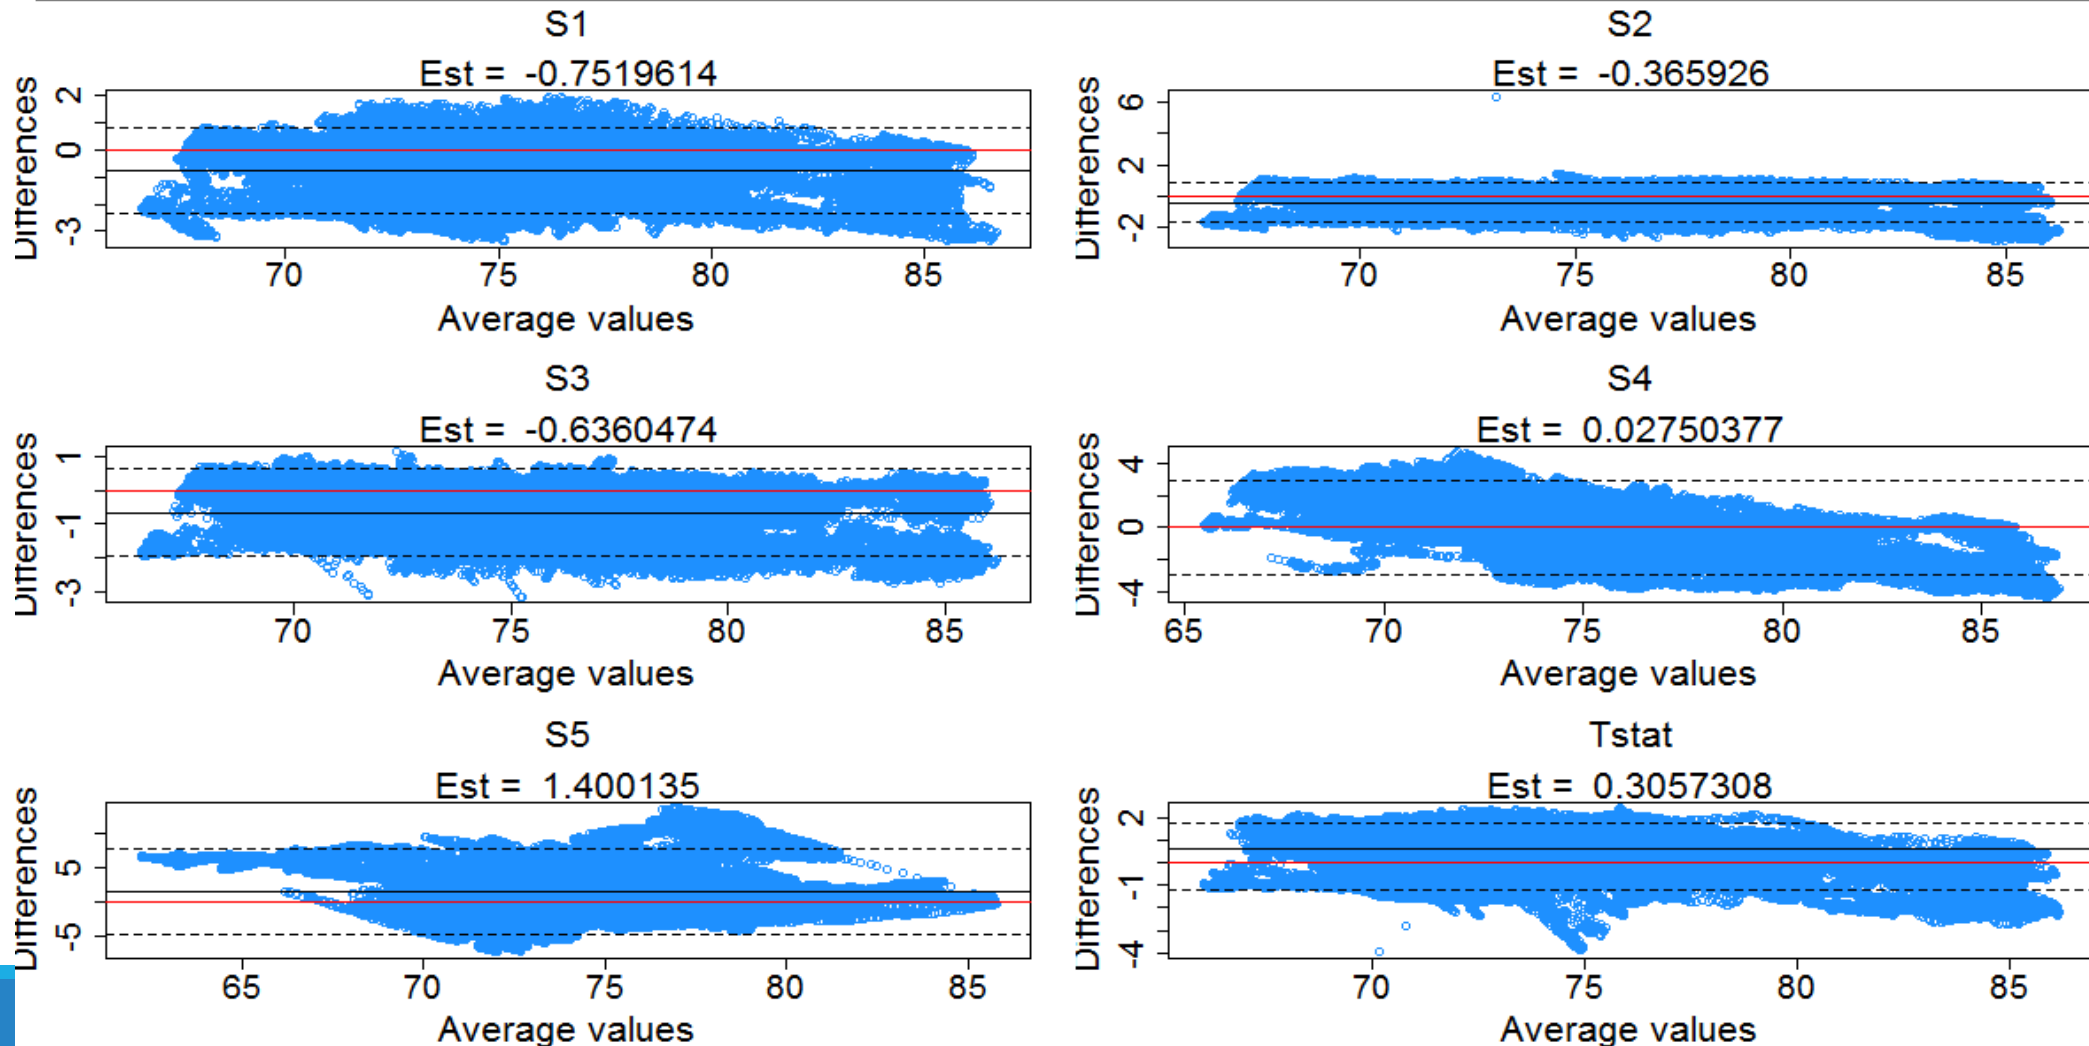 S1
Est = -0.7519614
Differences
2
0
-3
70 75 80 85
Average values
S2
Est = -0.365926
Differences
6
2
-2
70 75 80 85
Average values
S3
Est = -0.6360474
Differences
1
-1
-3
70 75 80 85
Average values
S4
Est = 0.02750377
Differences
4
0
-4
65 70 75 80 85
Average values
S5
Est = 1.400135
Differences
5
-5
65 70 75 80 85
Average values
Tstat
Est = 0.3057308
Differences
2
-1
-4
70 75 80 85
Average values